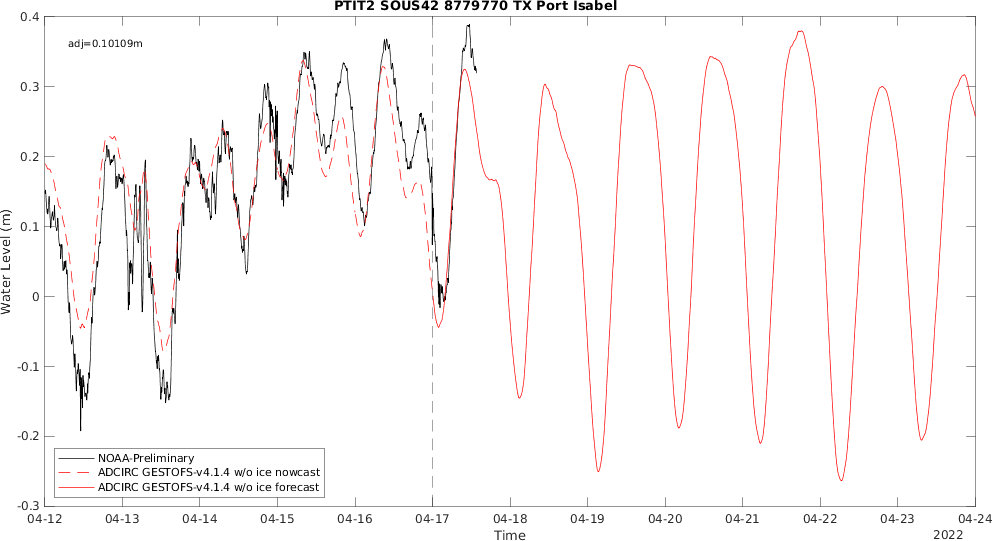 PTIT2 SOUS42 8779770 TX Port Isabel
adj=0.10109m
0.4
0.3
0.2
0.1
0
-0.1
-0.2
-0.3
Water Level (m)
NOAA-Preliminary
ADCIRC GESTOFS-v4.1.4 w/o ice nowcast
ADCIRC GESTOFS-v4.1.4 w/o ice forecast
04-12 04-13 04-14 04-15 04-16 04-17 04-18 04-19 04-20 04-21 04-22 04-23 04-24
Time
2022